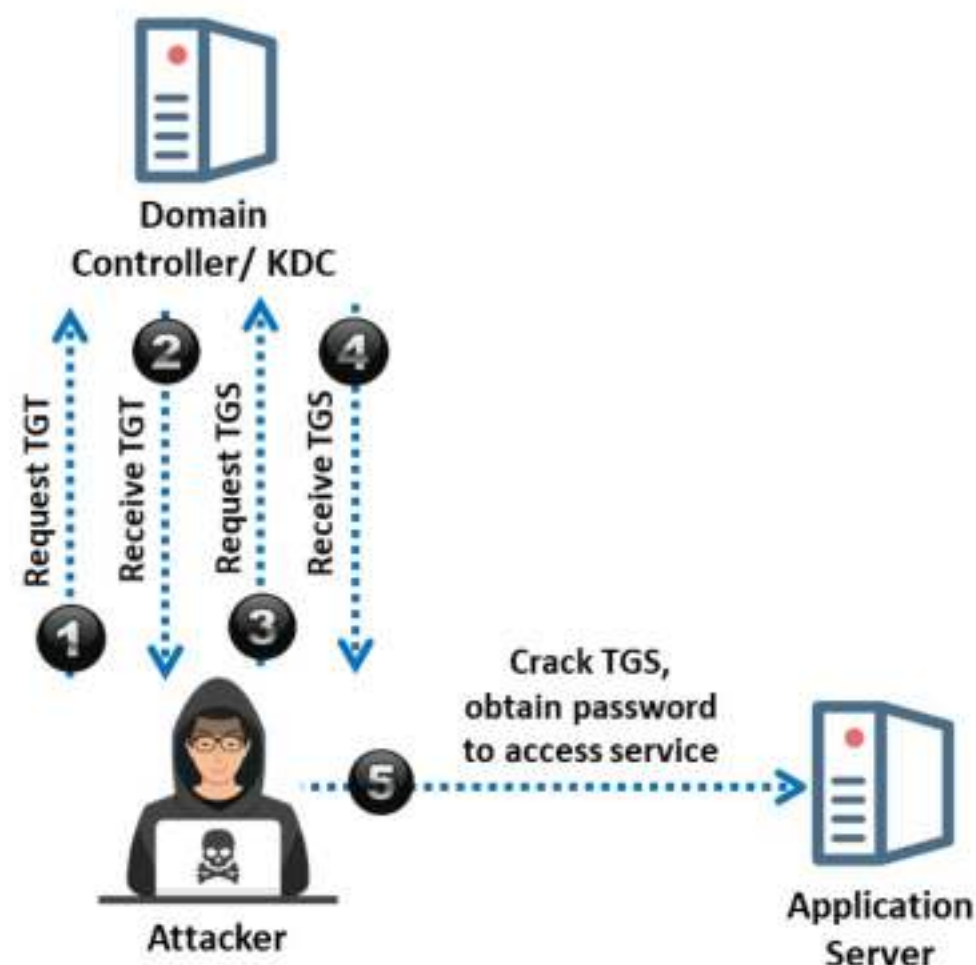 Domain
Controller/ KDC
1
Request TGT
2
Receive TGT
3
Request TGS
4
Receive TGS
5
Crack TGS,
obtain password
to access service
Attacker
Application
Server